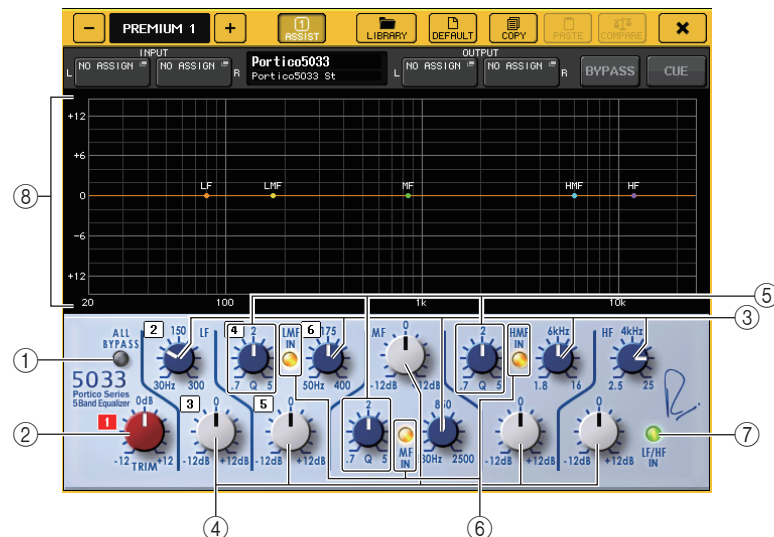 PREMIUM 1
1
ASSIST
LIBRARY
DEFAULT
COPY
PASTE
COMPARE
INPUT
L
NO ASSIGN
NO ASSIGN
R
Portico5033
Portico5033 St
OUTPUT
L
NO ASSIGN
NO ASSIGN
R
BYPASS
CUE
+12
+6
0
-6
+12
LF
LMF
MF
HMF
HF
20
100
1k
10k
8
5
3
1
2
7
4
6
ALL
BYPASS
2
150
LF
30Hz
300
4
2
.7 Q 5
LMF
IN
6
175
50Hz
400
MF
0
-12dB
+12dB
2
.7 Q 5
HMF
IN
6kHz
1.8
16
HF
4kHz
2.5
25
5033
Portico Series
5Band Equalizer
1
0dB
-12
+12
TRIM
3
0
-12dB
+12dB
5
0
-12dB
+12dB
2
.7 Q 5
MF
IN
850
2500
0
-12dB
+12dB
0
-12dB
+12dB
LF/HF
IN